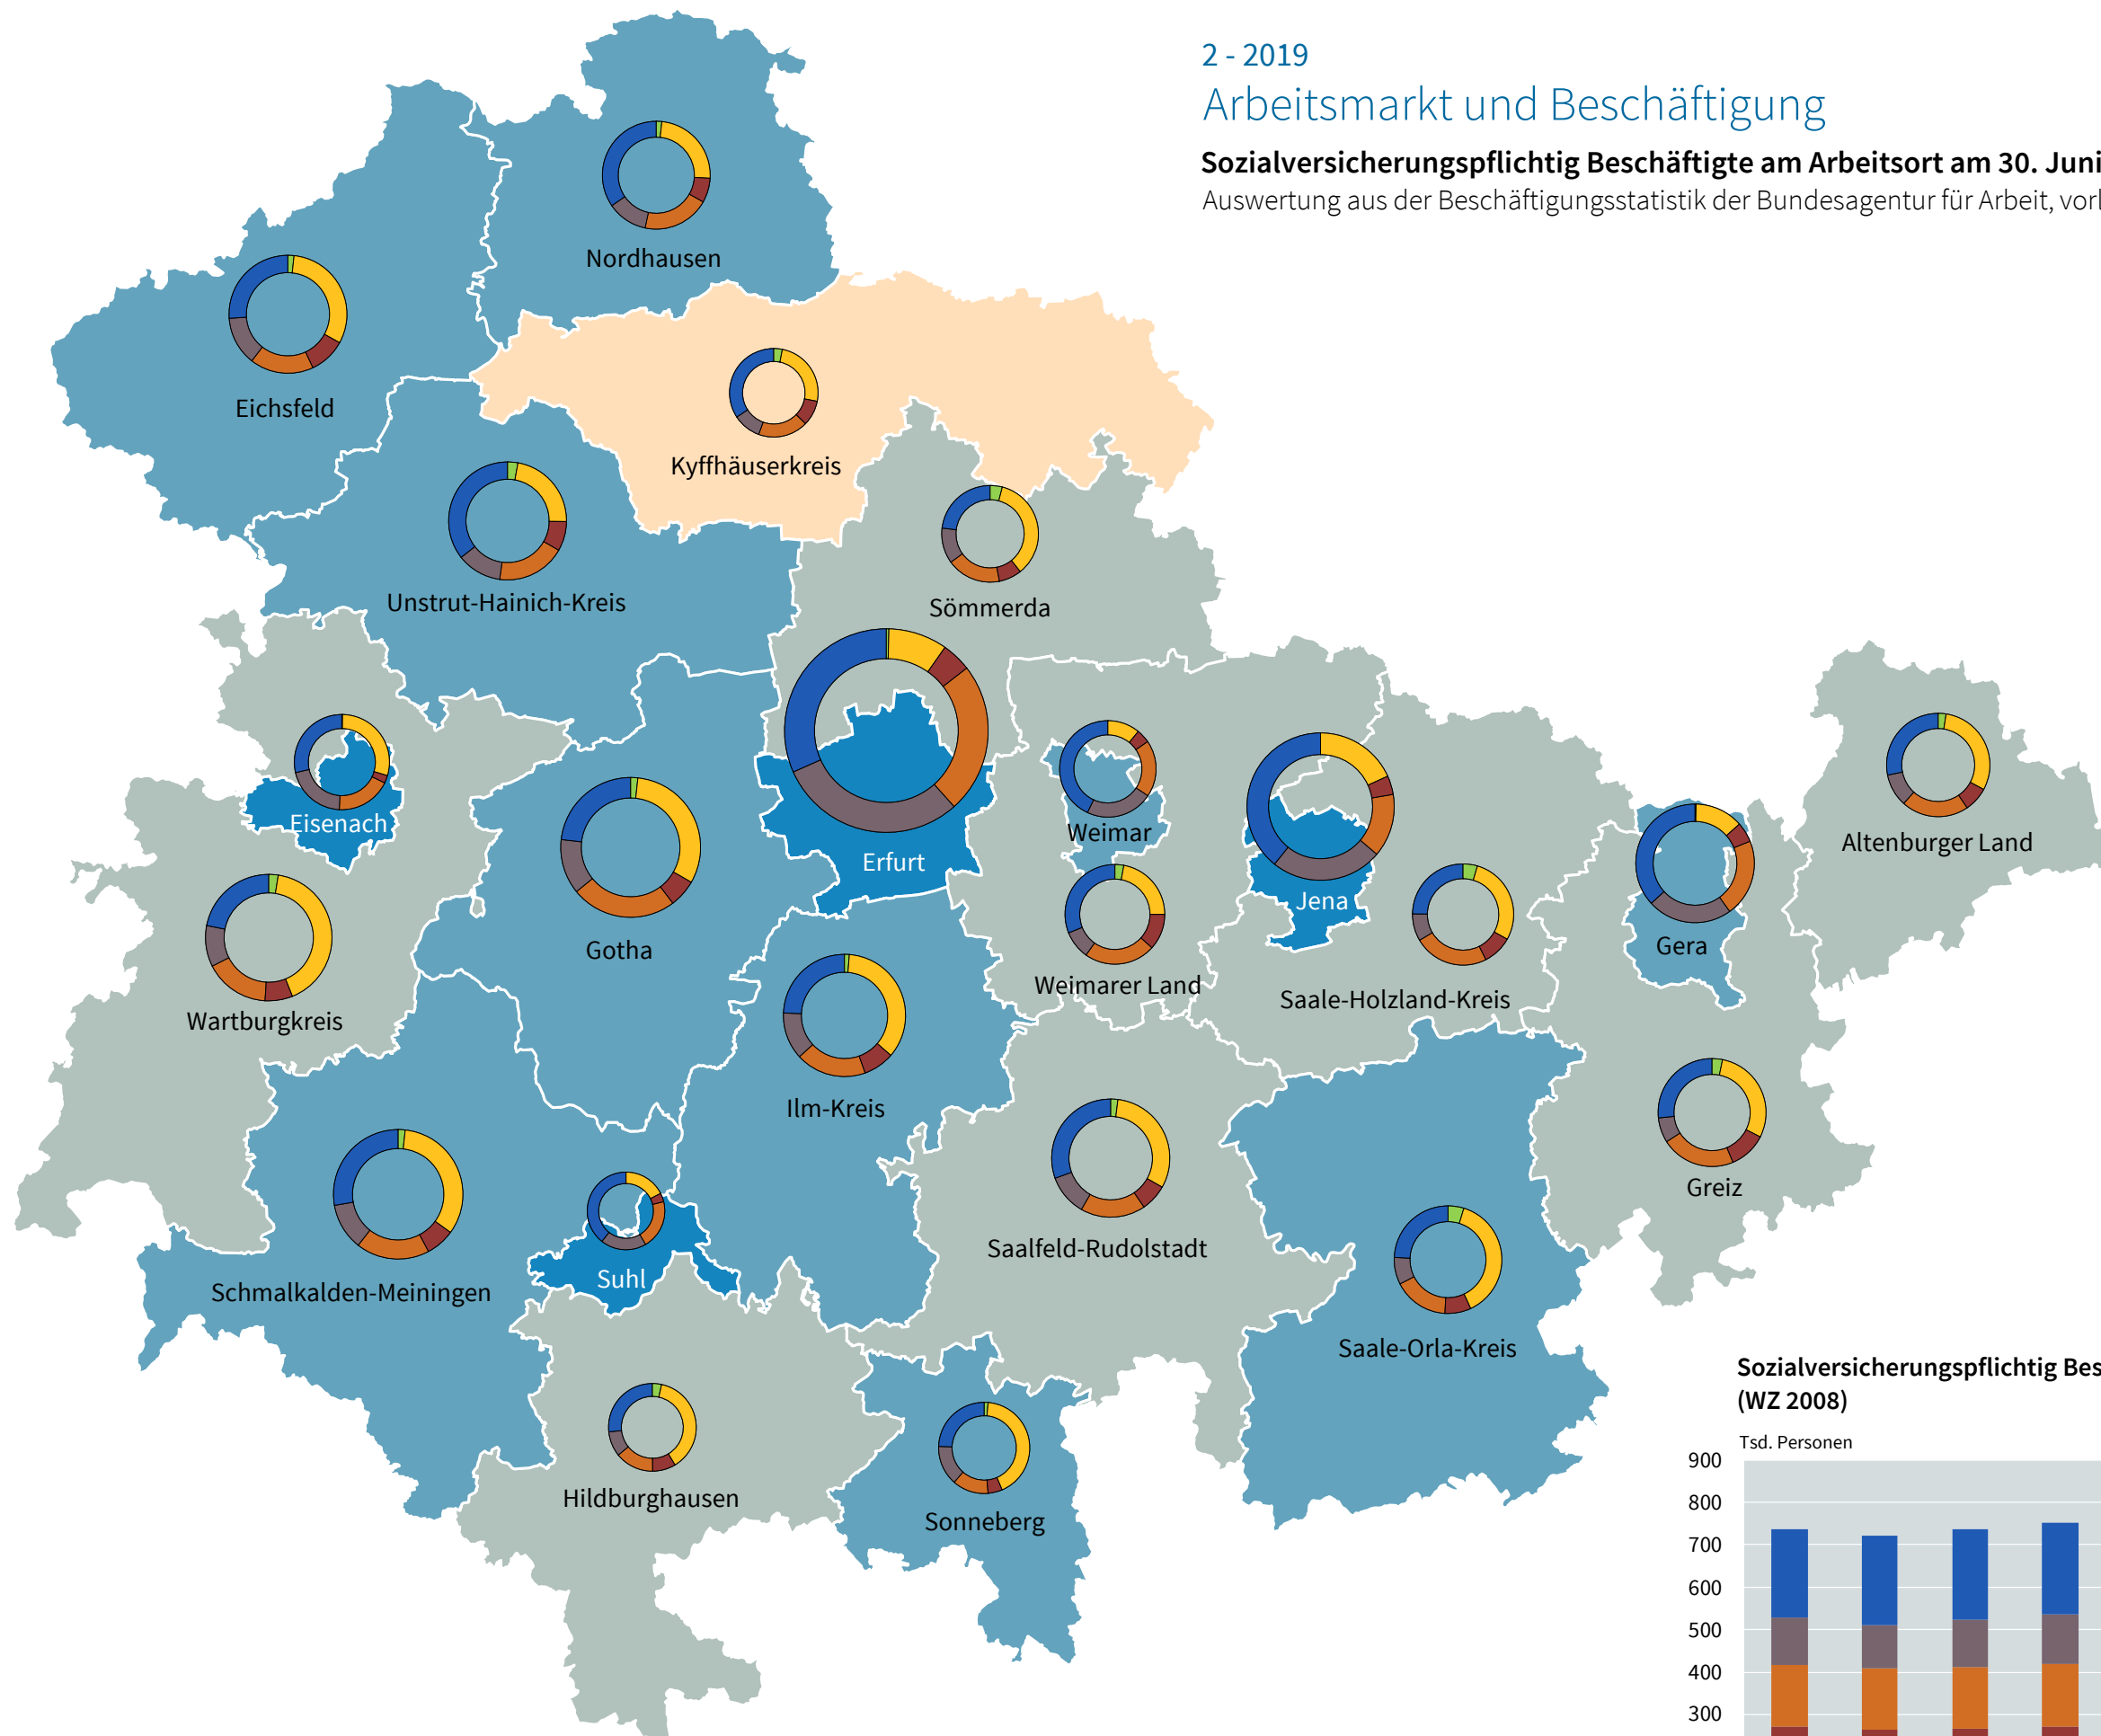 2 - 2019
Arbeitsmarkt und Beschäftigung
Sozialversicherungspflichtig Beschäftigte am Arbeitsort am 30. Juni
Auswertung aus der Beschäftigungsstatistik der Bundesagentur für Arbeit,
Nordhausen
Eichsfeld
Kyffhäuserkreis
Unstrut-Hainich-Kreis
Sömmerda
Eisenach
Erfurt
Weimar
Altenburger Land
Jena
Gera
Gotha
Weimarer Land
Saale-Holzland-Kreis
Wartburgkreis
Ilm-Kreis
Greiz
Saalfeld-Rudolstadt
Suhl
Schmalkalden-Meiningen
Saale-Orla-Kreis
Hildburghausen
Sonneberg
Sozialversicherungspflichtig
(WZ 2008)
Tsd. Personen
900
800
700
600
500
400
300